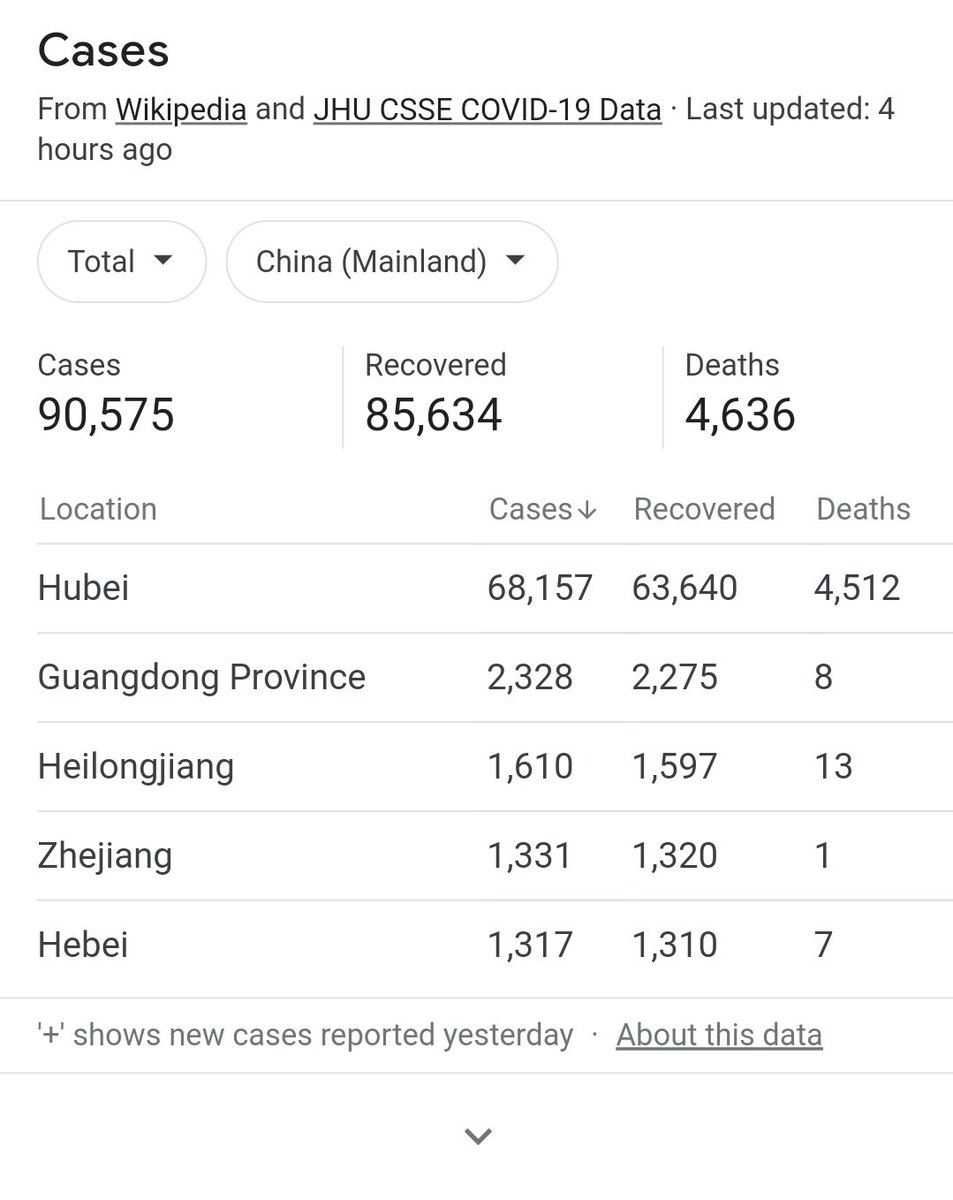 Cases
From Wikipedia and JHU CSSE COVID-19 Data · Last updated: 4
hours ago
Total China (Mainland)
Cases Recovered Deaths
90,575 85,634 4,636
Location Cases↓ Recovered Deaths
Hubei 68,157 63,640 4,512
Guangdong Province 2,328 2,275 8
Heilongjiang 1,610 1,597 13
Zhejiang 1,331 1,320 1
Hebei 1,317 1,310 7
'+' shows new cases reported yesterday · About this data